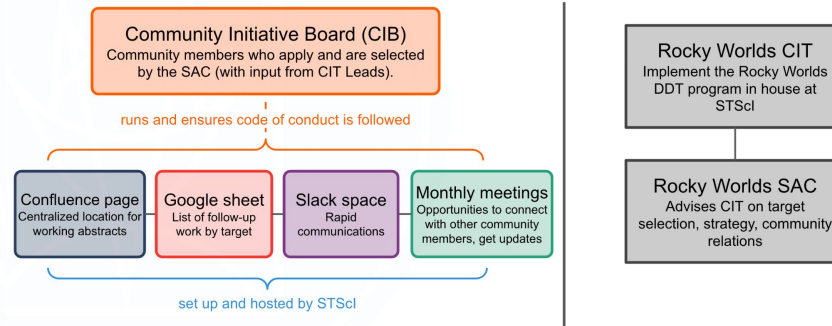 Community Initiative Board (CIB)
Community members who apply and are selected
by the SAC (with input from CIT Leads).
runs and ensures code of conduct is followed
Confluence page
Centralized location for
working abstracts
Google sheet
List of follow-up
work by target
Slack space
Rapid
communications
Monthly meetings
Opportunities to connect
with other community
members, get updates
set up and hosted by STScI
Rocky Worlds CIT
Implement the Rocky Worlds
DDT program in house at
STScI
Rocky Worlds SAC
Advises CIT on target
selection, strategy, community
relations